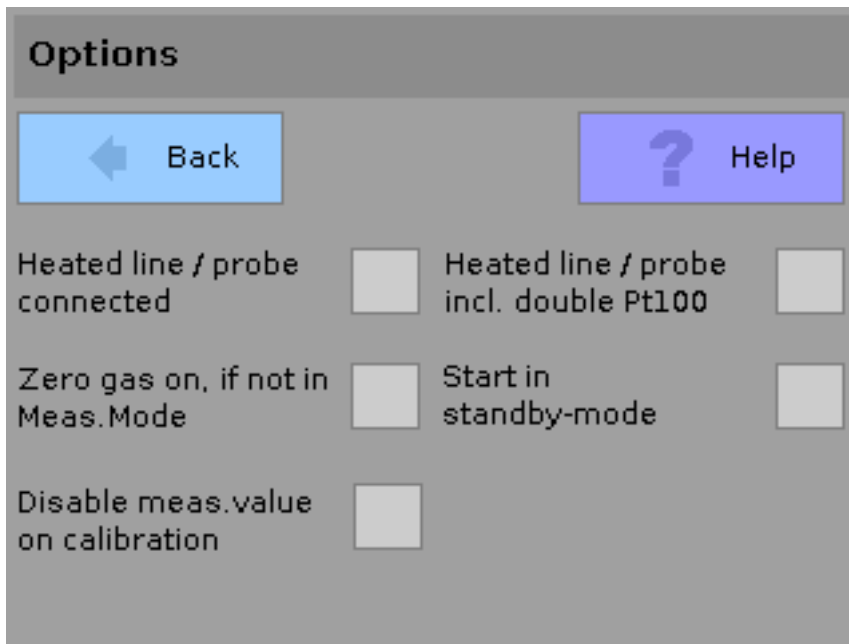 Options
Back
Help
Heated line / probe
connected
Heated line / probe
incl. double Pt100
Zero gas on, if not in
Meas.Mode
Start in
standby-mode
Disable meas.value
on calibration